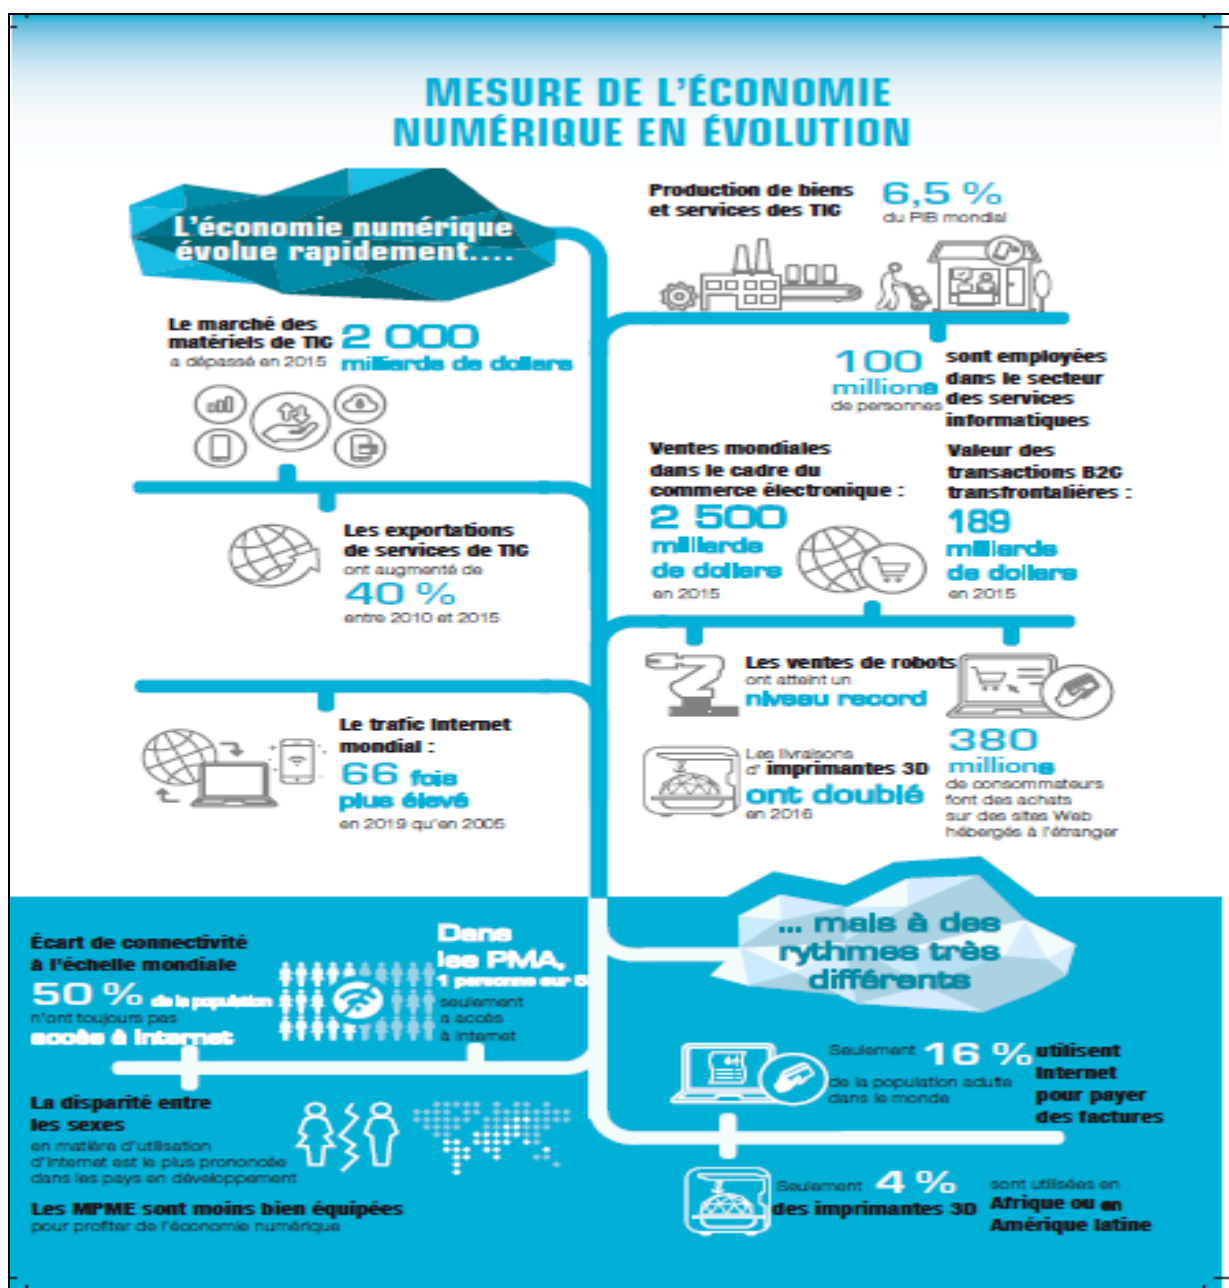 MESURE DE L'ÉCONOMIE
NUMÉRIQUE EN ÉVOLUTION
L'économie numérique
évolue rapidement....
Le marché des
matériels de TIC
a dépassé en 2015
2 000
milliards de dollars
Les exportations
de services de TIC
ont augmenté de
40 %
entre 2010 et 2015
Le trafic Internet
mondial :
66 fois
plus élevé
en 2019 qu'en 2005
Production de biens
et services des TIC
6,5 %
du PIB mondial
100
millions
de personnes
sont employées
dans le secteur
des services
informatiques
Ventes mondiales
dans le cadre du
commerce électronique :
2 500
milliards
de dollars
en 2015
Valeur des
transactions B2C
transfrontalières :
189
milliards
de dollars
en 2015
Les ventes de robots
ont atteint un
niveau record
Les livraisons
d' imprimantes 3D
ont doublé
en 2016
380
millions
de consommateurs
font des achats
sur des sites Web
hébergés à l'étranger
... mais à des
rythmes très
différents
Écart de connectivité
à l'échelle mondiale
50 % de la population
n'ont toujours pas
accès à Internet
Dans
les PMA,
1 personne sur
seulement
a accès
à Internet
La disparité entre
les sexes
en matière d'utilisation
d'Internet est le plus prononcée
dans les pays en développement
Les MPME sont moins bien équipées
pour profiter de l'économie numérique
Seulement 16 %
de la population adulte
dans le monde
utilisent
Internet
pour payer
des factures
Seulement 4 %
des imprimantes 3D
sont utilisées en
Afrique ou en
Amérique latine